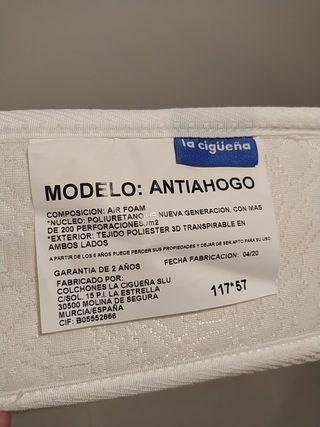 la cigüeña
MODELO: ANTIAHOGO
COMPOSICION: AIR FOAM
*NUCLEO: POLIURETANO NUEVA GENERACION, CON MAS
DE 200 PERFORACIONES/m2
*EXTERIOR: TEJIDO POLIESTER 3D TRANSPIRABLE EN
AMBOS LADOS
A PARTIR DE LOS 5 AÑOS PUEDE PERDER SUS PROPIEDADES Y DEJAR DE SER APTO PARA SU USO
GARANTIA DE 2 AÑOS FECHA FABRICACION: 04/20
FABRICADO POR:
COLCHONES LA CIGÜEÑA SLU
C/SOL. 15 P.I. LA ESTRELLA
30500 MOLINA DE SEGURA
MURCIA/ESPAÑA
CIF: B05552666
117*57